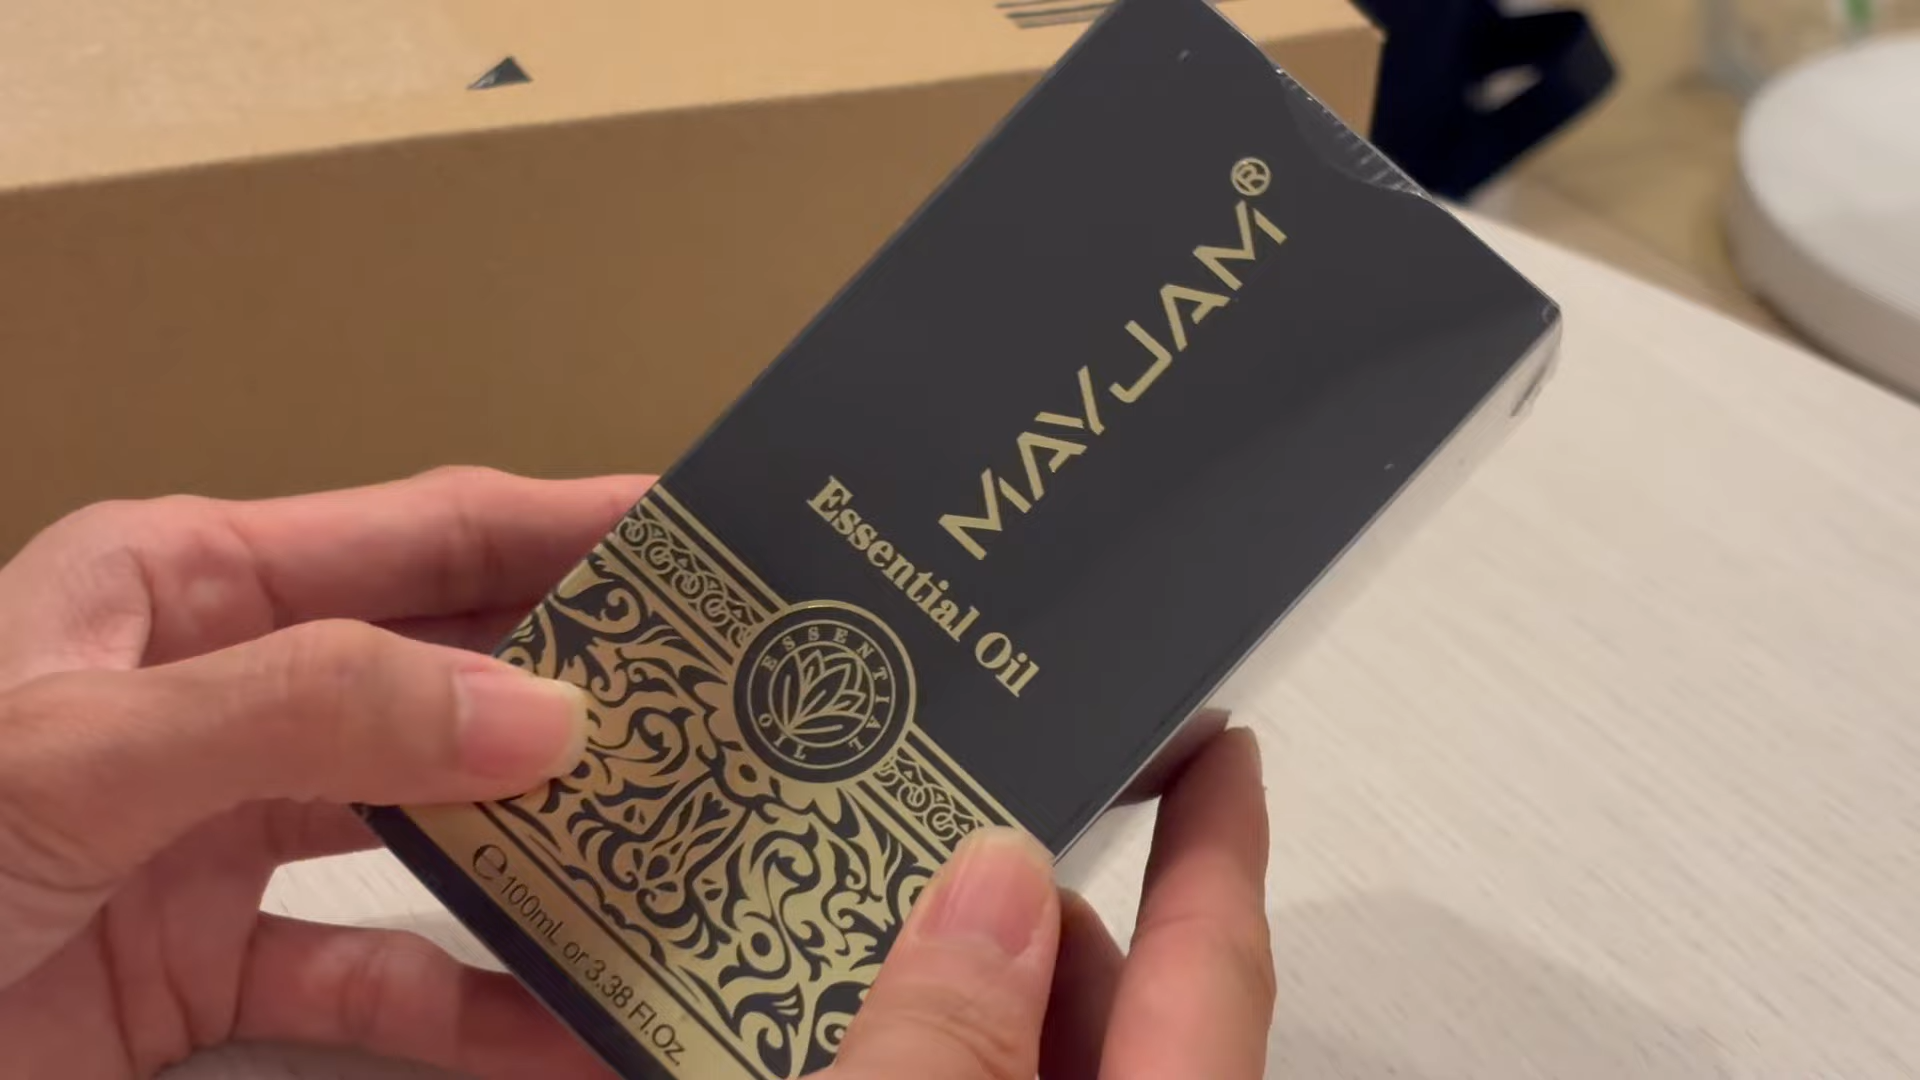 MAYJAM®
Essential Oil
ESSENTIAL
OIL
℮100mL or 3.38 Fl.Oz